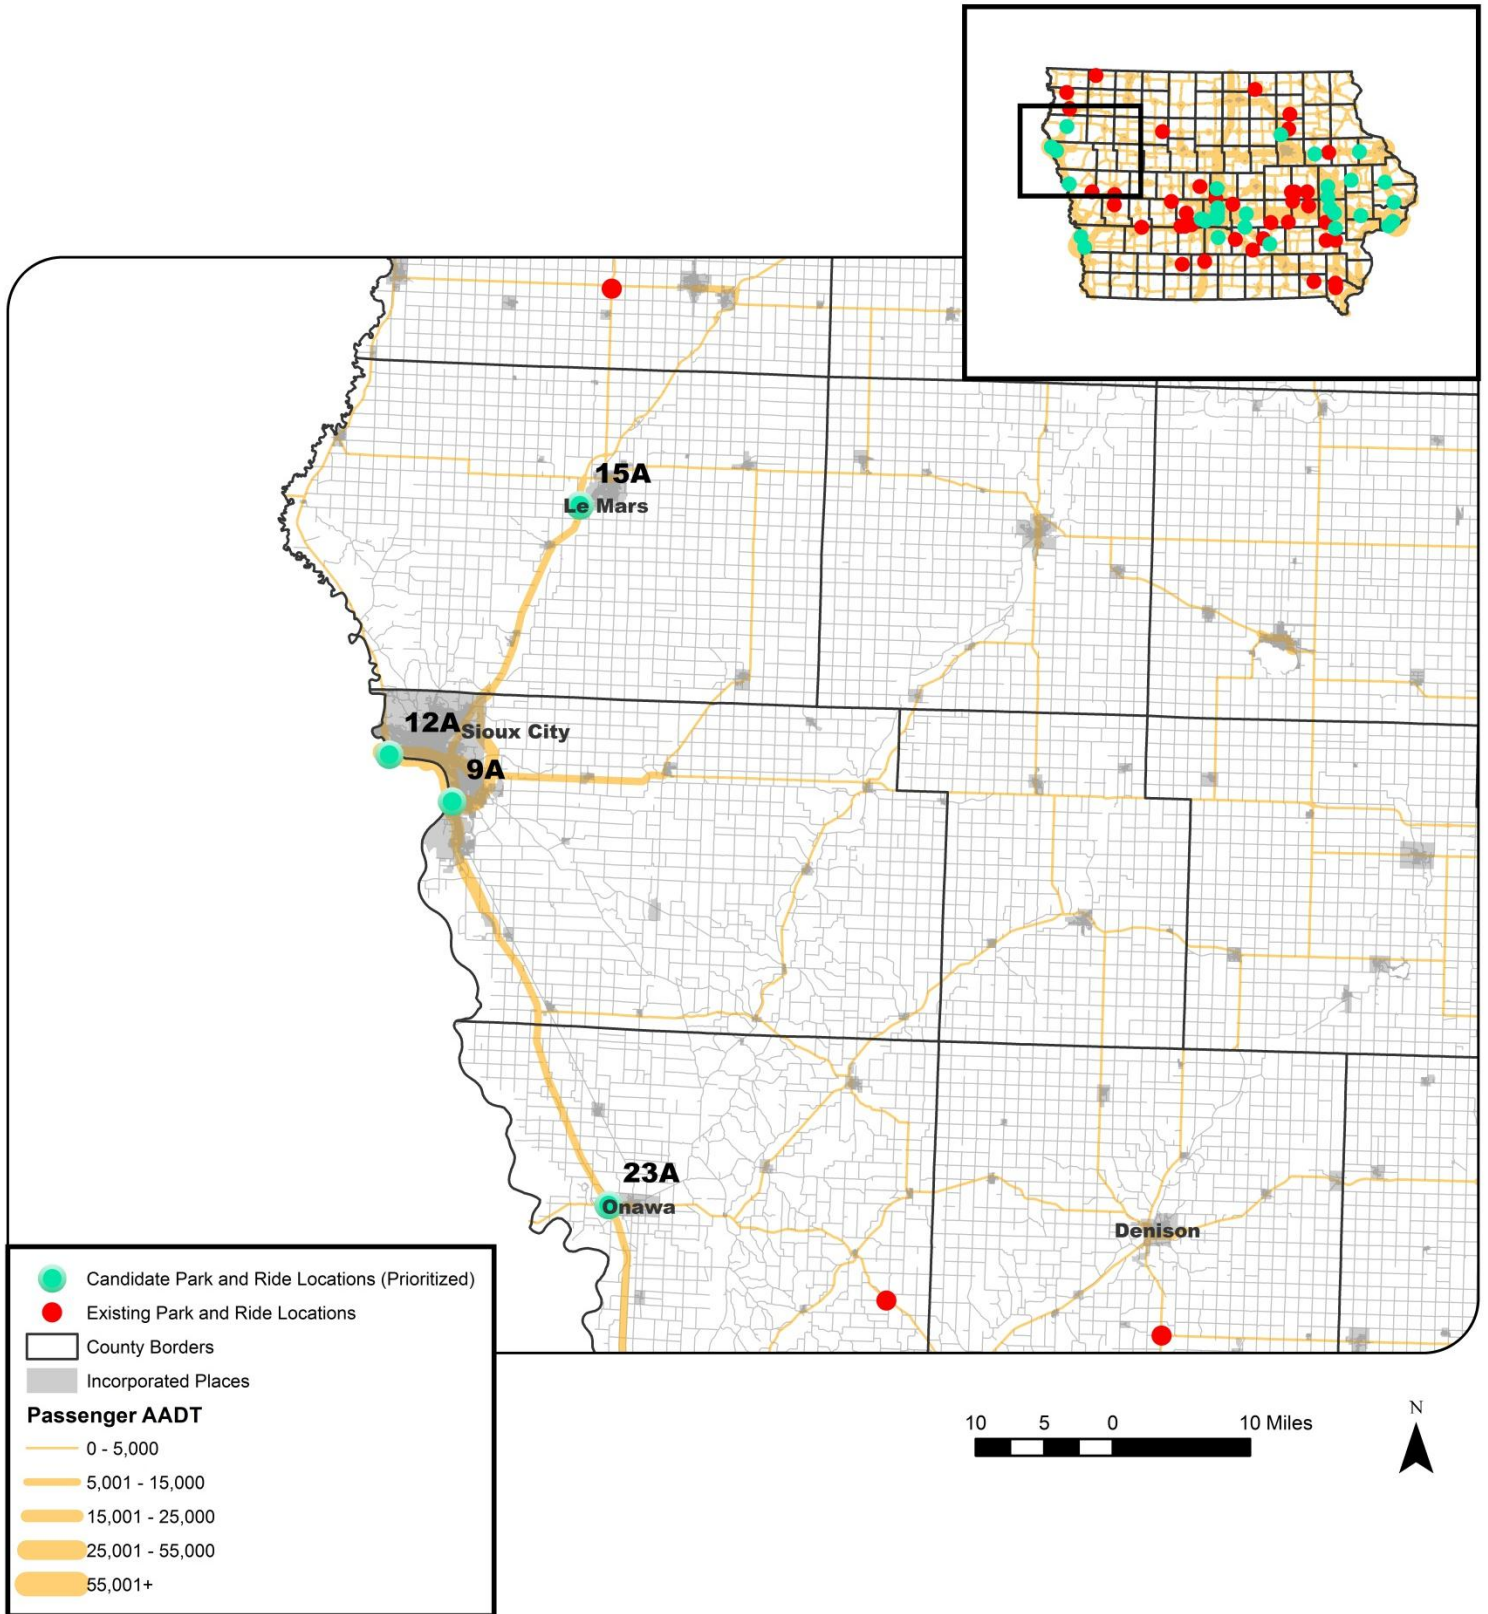 15A
Le Mars
12A
Sioux City
9A
23A
Onawa
Denison
Candidate Park and Ride Locations (Prioritized)
Existing Park and Ride Locations
County Borders
Incorporated Places
Passenger AADT
0 - 5,000
5,001 - 15,000
15,001 - 25,000
25,001 - 55,000
55,001+
10 5 0 10 Miles
N